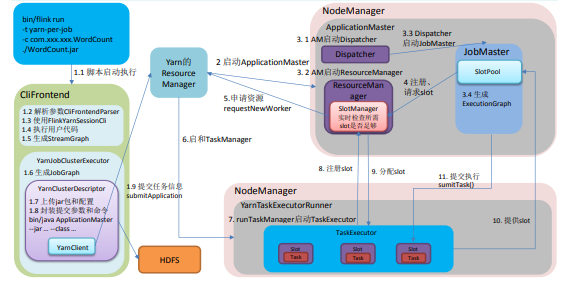 bin/flink run
-t yarn-per-job
-c com.xxx.xxx.WordCount
./WordCount.jar
1.1 脚本启动执行
CliFrontend
1.2 解析参数CliFrontendParser
1.3 使用FlinkYarnSessionCli
1.4 执行用户代码
1.5 生成StreamGraph
YarnJobClusterExecutor
1.6 生成JobGraph
YarnClusterDescriptor
1.7 上传jar包和配置
1.8 封装提交参数和命令
bin/java ApplicationMaster
--jar … --class …
YarnClient
1.9 提交任务信息
submitApplication
HDFS
Yarn的
Resource
Manager
2 启动ApplicationMaster
5.申请资源
requestNewWorker
6.启和TaskManager
NodeManager
ApplicationMaster
3. 1 AM启动Dispatcher
Dispatcher
3.3 Dispatcher
启动JobMaster
3. 2 AM启动ResourceManager
ResourceMan
ager
SlotManager
实时检查所需
slot是否足够
4 注册、
请求slot
JobMaster
SlotPool
3.4 生成
ExecutionGraph
8. 注册slot
9. 分配slot
11. 提交执行
sumitTask()
10. 提供slot
NodeManager
YarnTaskExecutorRunner
7. runTaskManager启动TaskExecutor
TaskExecutor
Slot
Task
Slot
Task
Slot
Task